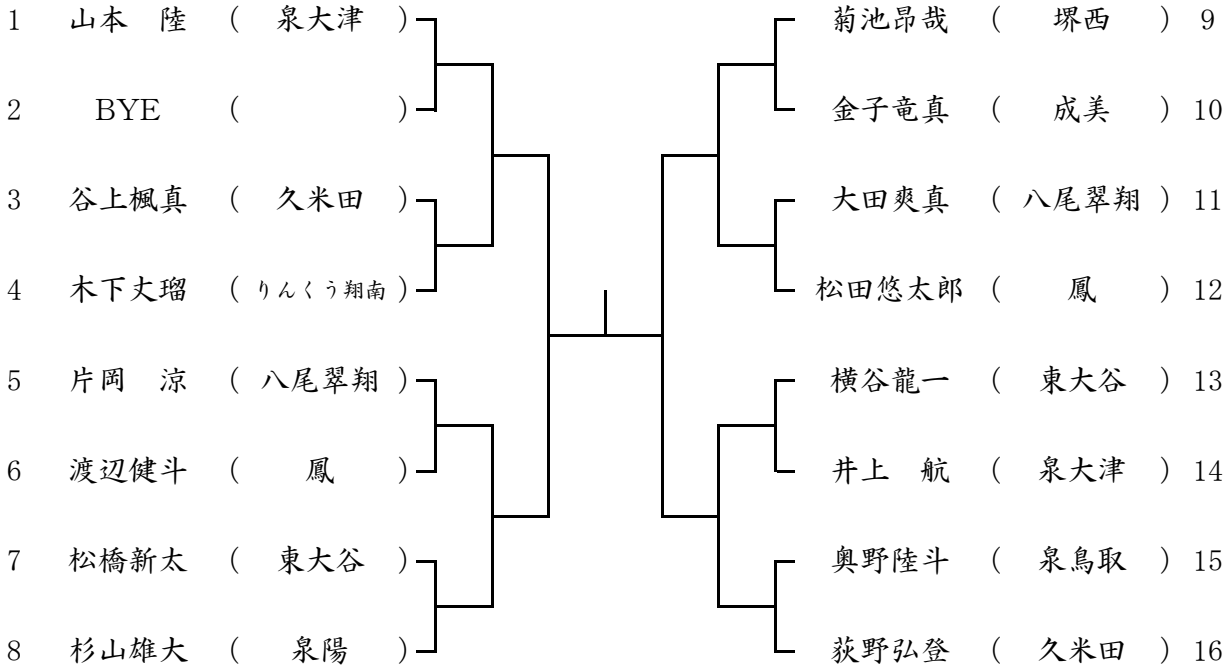 1 山本 陸 ( 泉大津 )
2 BYE ( )
3 谷上楓真 ( 久米田 )
4 木下丈瑠 ( りんくう翔南 )
5 片岡 涼 ( 八尾翠翔 )
6 渡辺健斗 ( 鳳 )
7 松橋新太 ( 東大谷 )
8 杉山雄大 ( 泉陽 )
菊池昂哉 ( 堺西 ) 9
金子竜真 ( 成美 ) 10
大田爽真 ( 八尾翠翔 ) 11
松田悠太郎 ( 鳳 ) 12
横谷龍一 ( 東大谷 ) 13
井上 航 ( 泉大津 ) 14
奥野陸斗 ( 泉鳥取 ) 15
荻野弘登 ( 久米田 ) 16